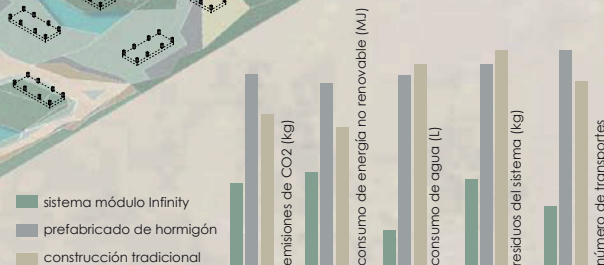 sistema módulo Infinity
prefabricado de hormigón
construcción tradicional
emisiones de CO2 (kg)
consumo de energía no renovable (MJ)
consumo de agua (L)
residuos del sistema (kg)
número de transportes